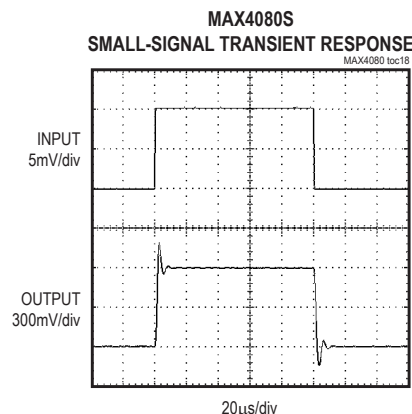 MAX4080S
SMALL-SIGNAL TRANSIENT RESPONSE
MAX4080 toc18
INPUT
5mV/div
OUTPUT
300mV/div
20μs/div